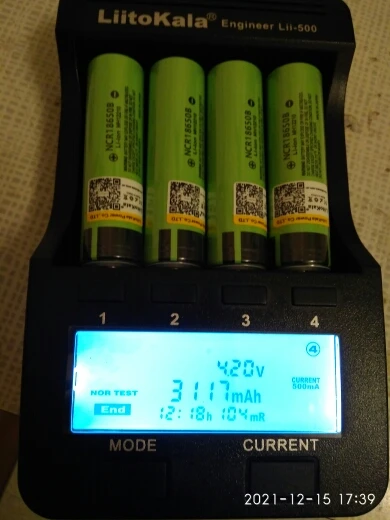 LiitoKala® Engineer Lii-500
NCR18650B
NCR18650B
NCR18650B
NCR18650B
1 2 3 4
4
4.20v
CURRENT
500mA
NOR TEST
3117mAh
End
12:18h 104mR
MODE CURRENT
2021-12-15 17:39